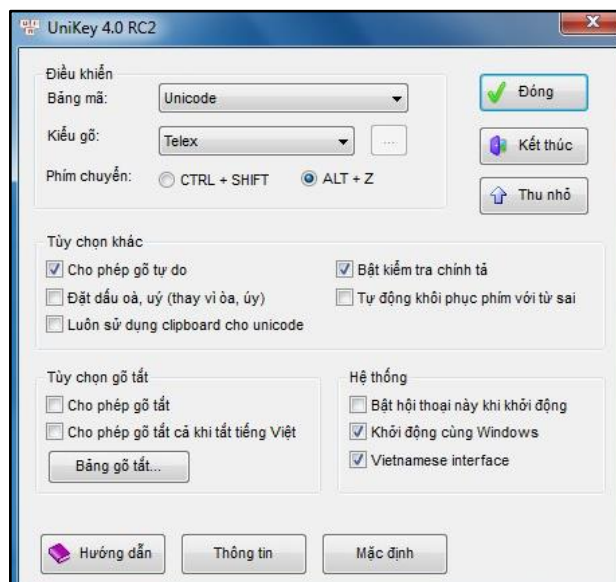 UniKey 4.0 RC2
Điều khiển
Bảng mã: Unicode
Đóng
Kiểu gõ: Telex ...
Kết thúc
Phím chuyển: CTRL + SHIFT ALT + Z
Thu nhỏ
Tùy chọn khác
Cho phép gõ tự do
Bật kiểm tra chính tả
Đặt dấu oà, uý (thay vì òa, úy)
Tự động khôi phục phím với từ sai
Luôn sử dụng clipboard cho unicode
Tùy chọn gõ tắt
Cho phép gõ tắt
Cho phép gõ tắt cả khi tắt tiếng Việt
Bảng gõ tắt...
Hệ thống
Bật hội thoại này khi khởi động
Khởi động cùng Windows
Vietnamese interface
Hướng dẫn
Thông tin
Mặc định